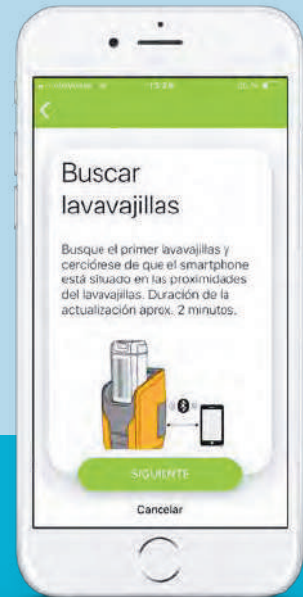 Buscar
lavavajillas
Busque el primer lavavajillas y
cerciórese de que el smartphone
está situado en las proximidades
del lavavajillas. Duración de la
actualización aprox. 2 minutos.
SIGUIENTE
Cancelar